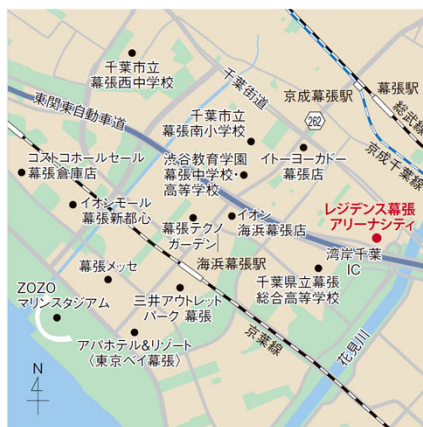 千葉市立
幕張西中学校
千葉街道
京成幕張駅
幕張駅
総武線
東関東自動車道
千葉市立
幕張南小学校
262
京成千葉線
コストコホールセール
幕張倉庫店
渋谷教育学園
幕張中学校・
高等学校
イトーヨーカドー
幕張店
イオンモール
幕張新都心
幕張テクノ
ガーデン
イオン
海浜幕張店
レジデンス幕張
アリーナシティ
湾岸千葉
IC
幕張メッセ
海浜幕張駅
千葉県立幕張
総合高等学校
ZOZO
マリンスタジアム
三井アウトレット
パーク 幕張
アパホテル&リゾート
〈東京ベイ幕張〉
京葉線
花見川
N